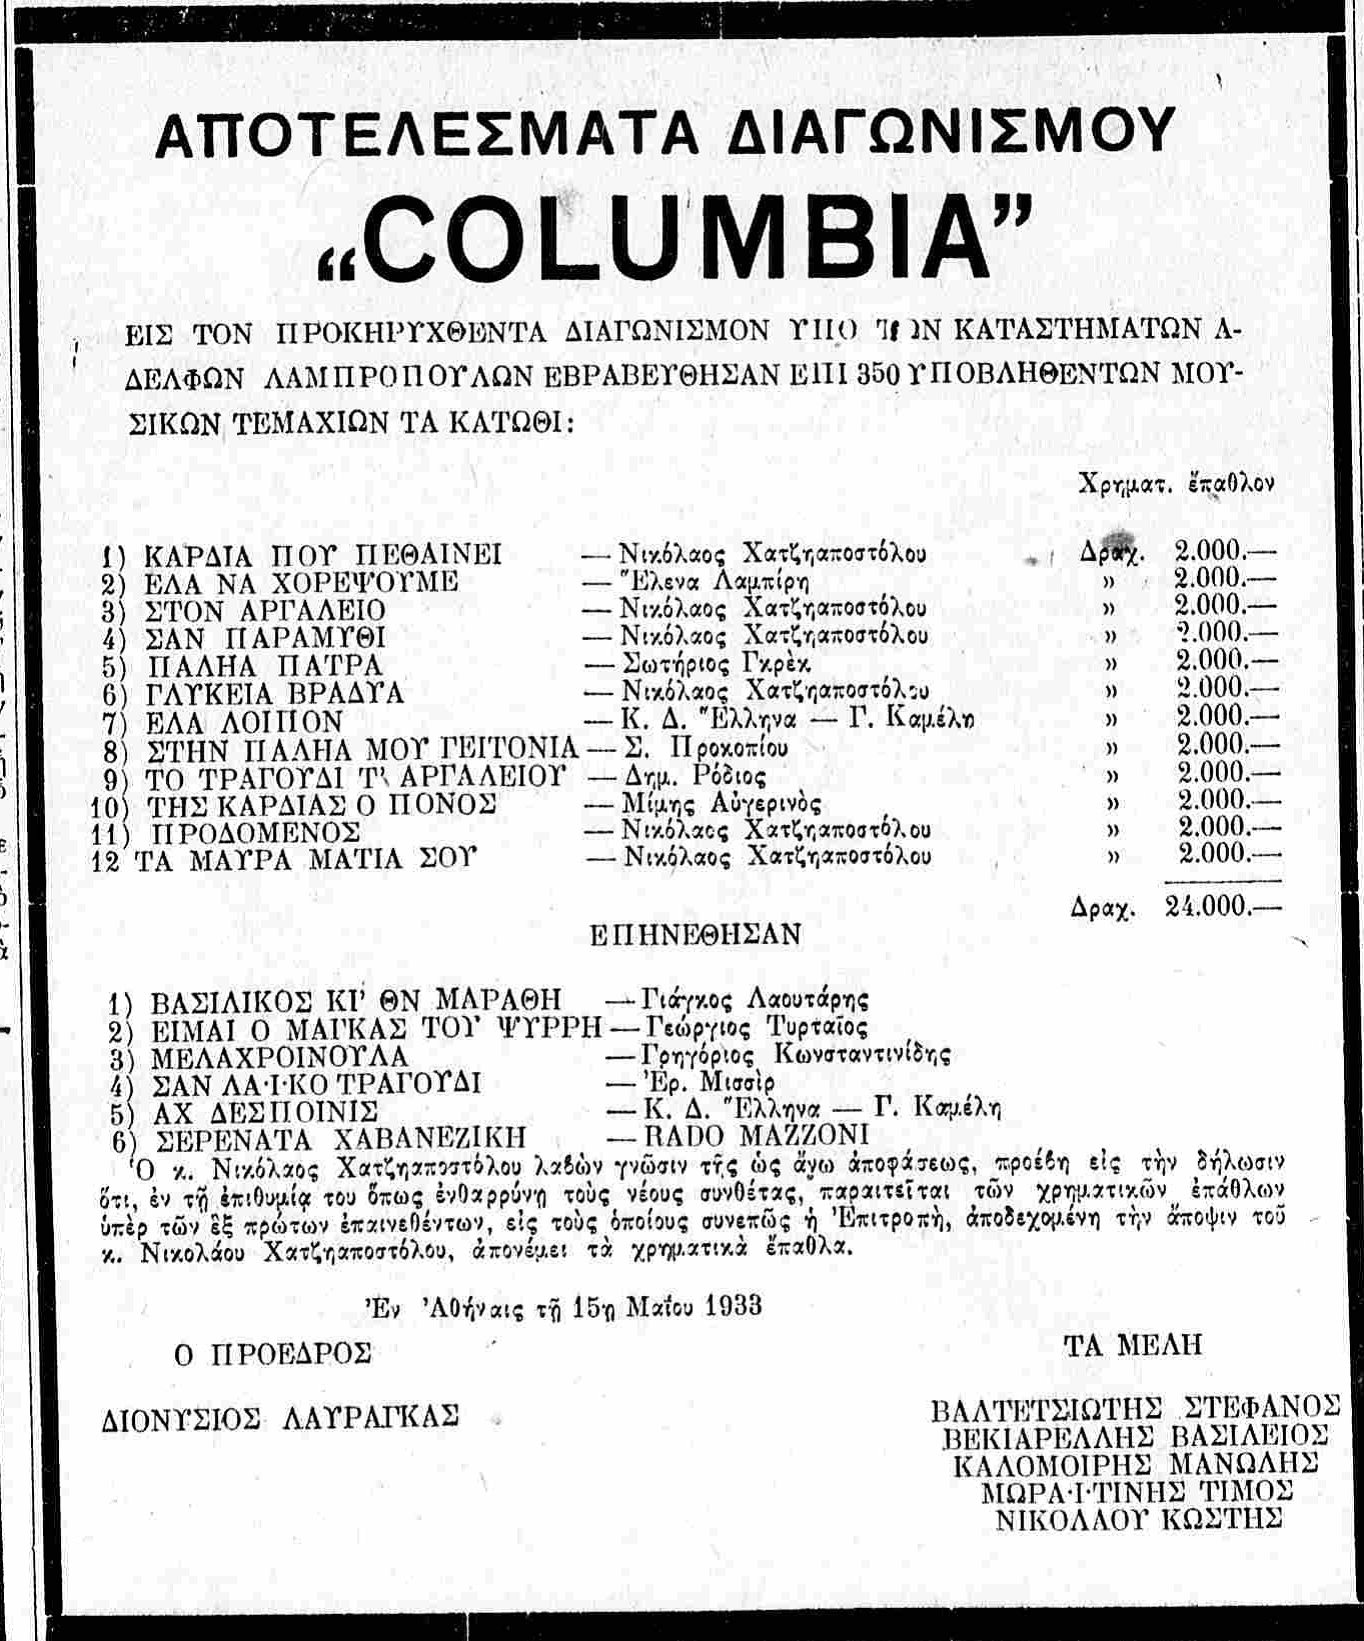 ΑΠΟΤΕΛΕΣΜΑΤΑ ΔΙΑΓΩΝΙΣΜΟΥ
„COLUMBIA”
ΕΙΣ ΤΟΝ ΠΡΟΚΗΡΥΧΘΕΝΤΑ ΔΙΑΓΩΝΙΣΜΟΝ ΥΠΟ ΤΩΝ ΚΑΤΑΣΤΗΜΑΤΩΝ Α-
ΔΕΛΦΩΝ ΛΑΜΠΡΟΠΟΥΛΩΝ ΕΒΡΑΒΕΥΘΗΣΑΝ ΕΠΙ 350 ΥΠΟΒΛΗΘΕΝΤΩΝ ΜΟΥ-
ΣΙΚΩΝ ΤΕΜΑΧΙΩΝ ΤΑ ΚΑΤΩΘΙ:
Χρηματ. ἔπαθλον
1) ΚΑΡΔΙΑ ΠΟΥ ΠΕΘΑΙΝΕΙ — Νικόλαος Χατζηαποστόλου Δραχ. 2.000.—
2) ΕΛΑ ΝΑ ΧΟΡΕΨΟΥΜΕ — Ἕλενα Λαμπίρη » 2.000.—
3) ΣΤΟΝ ΑΡΓΑΛΕΙΟ — Νικόλαος Χατζηαποστόλου » 2.000.—
4) ΣΑΝ ΠΑΡΑΜΥΘΙ — Νικόλαος Χατζηαποστόλου » 2.000.—
5) ΠΑΛΗΑ ΠΑΤΡΑ — Σωτήριος Γκρὲκ » 2.000.—
6) ΓΛΥΚΕΙΑ ΒΡΑΔΥΑ — Νικόλαος Χατζηαποστόλου » 2.000.—
7) ΕΛΑ ΛΟΙΠΟΝ — Κ. Δ. Ἕλληνα — Γ. Καμέλη » 2.000.—
8) ΣΤΗΝ ΠΑΛΗΑ ΜΟΥ ΓΕΙΤΟΝΙΑ — Σ. Προκοπίου » 2.000.—
9) ΤΟ ΤΡΑΓΟΥΔΙ Τ' ΑΡΓΑΛΕΙΟΥ — Δημ. Ρόδιος » 2.000.—
10) ΤΗΣ ΚΑΡΔΙΑΣ Ο ΠΟΝΟΣ — Μίμης Αὐγερινὸς » 2.000.—
11) ΠΡΟΔΟΜΕΝΟΣ — Νικόλαος Χατζηαποστόλου » 2.000.—
12 ΤΑ ΜΑΥΡΑ ΜΑΤΙΑ ΣΟΥ — Νικόλαος Χατζηαποστόλου » 2.000.—
Δραχ. 24.000.—
ΕΠΗΝΕΘΗΣΑΝ
1) ΒΑΣΙΛΙΚΟΣ ΚΙ' ΘΝ ΜΑΡΑΘΗ — Γιάγκος Λαουτάρης
2) ΕΙΜΑΙ Ο ΜΑΓΚΑΣ ΤΟΥ ΨΥΡΡΗ — Γεώργιος Τυρταῖος
3) ΜΕΛΑΧΡΟΙΝΟΥΛΑ — Γρηγόριος Κωνσταντινίδης
4) ΣΑΝ ΛΑ·Ι·ΚΟ ΤΡΑΓΟΥΔΙ — Ἐρ. Μισσὶρ
5) ΑΧ ΔΕΣΠΟΙΝΙΣ — Κ. Δ. Ἕλληνα — Γ. Καμέλη
6) ΣΕΡΕΝΑΤΑ ΧΑΒΑΝΕΖΙΚΗ — RADO MAZZONI
Ὁ κ. Νικόλαος Χατζηαποστόλου λαβὼν γνῶσιν τῆς ὡς ἄνω ἀποφάσεως, προέβη εἰς τὴν δήλωσιν
ὅτι, ἐν τῇ ἐπιθυμίᾳ του ὅπως ἐνθαρρύνῃ τοὺς νέους συνθέτας, παραιτεῖται τῶν χρηματικῶν ἐπάθλων
ὑπὲρ τῶν ἓξ πρώτων ἐπαινεθέντων, εἰς τοὺς ὁποίους συνεπῶς ἡ Ἐπιτροπὴ, ἀποδεχομένη τὴν ἄποψιν τοῦ
κ. Νικολάου Χατζηαποστόλου, ἀπονέμει τὰ χρηματικὰ ἔπαθλα.
Ἐν Ἀθήναις τῇ 15ῃ Μαΐου 1933
Ο ΠΡΟΕΔΡΟΣ
ΔΙΟΝΥΣΙΟΣ ΛΑΥΡΑΓΚΑΣ
ΤΑ ΜΕΛΗ
ΒΑΛΤΕΤΣΙΩΤΗΣ ΣΤΕΦΑΝΟΣ
ΒΕΚΙΑΡΕΛΛΗΣ ΒΑΣΙΛΕΙΟΣ
ΚΑΛΟΜΟΙΡΗΣ ΜΑΝΩΛΗΣ
ΜΩΡΑ·Ι·ΤΙΝΗΣ ΤΙΜΟΣ
ΝΙΚΟΛΑΟΥ ΚΩΣΤΗΣ